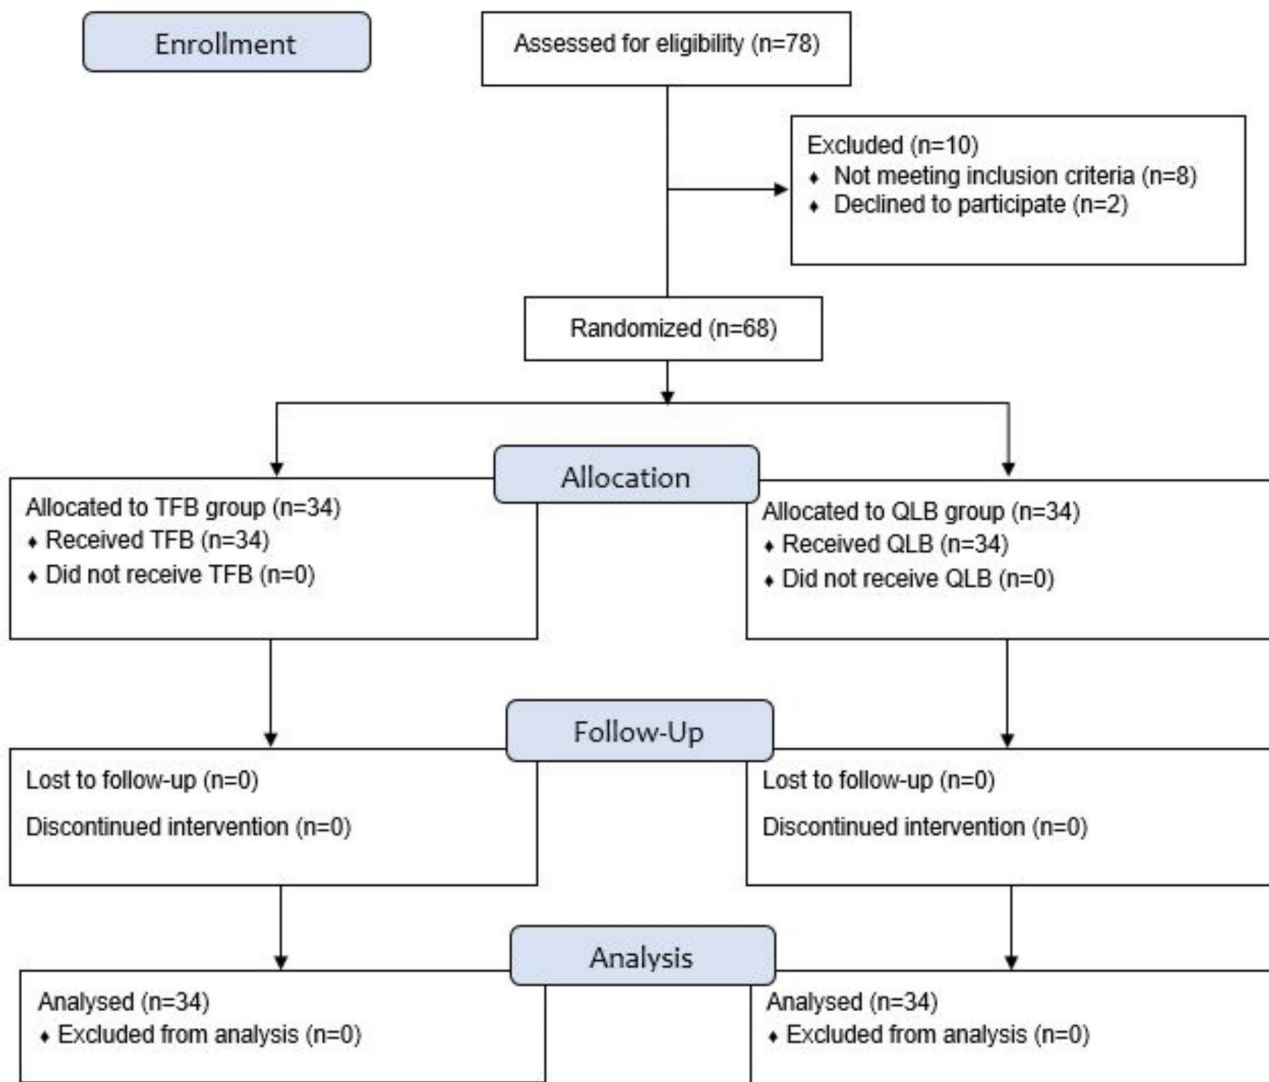 Enrollment
Assessed for eligibility (n=78)
Excluded (n=10)
♦ Not meeting inclusion criteria (n=8)
♦ Declined to participate (n=2)
Randomized (n=68)
Allocation
Allocated to TFB group (n=34)
♦ Received TFB (n=34)
♦ Did not receive TFB (n=0)
Allocated to QLB group (n=34)
♦ Received QLB (n=34)
♦ Did not receive QLB (n=0)
Follow-Up
Lost to follow-up (n=0)
Discontinued intervention (n=0)
Lost to follow-up (n=0)
Discontinued intervention (n=0)
Analysis
Analysed (n=34)
♦ Excluded from analysis (n=0)
Analysed (n=34)
♦ Excluded from analysis (n=0)